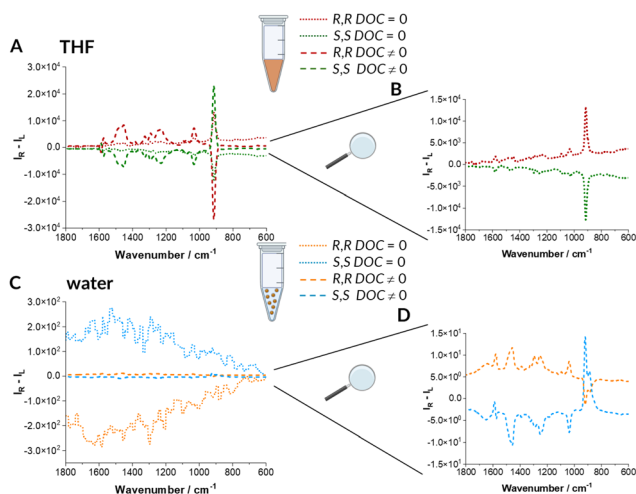 R,R DOC = 0
S,S DOC = 0
R,R DOC ≠ 0
S,S DOC ≠ 0
A THF
3.0×10⁴
2.0×10⁴
1.0×10⁴
0.0
1.0×10⁴
2.0×10⁴
-3.0×10⁴
I_R - I_L
1800 1600 1400 1200 1000 800 600
Wavenumber / cm⁻¹
B
1.5×10⁴
1.0×10⁴
5.0×10³
0.0
-5.0×10³
-1.0×10⁴
-1.5×10⁴
I_R - I_L
1800 1600 1400 1200 1000 800 600
Wavenumber / cm⁻¹
R,R DOC = 0
S,S DOC = 0
R,R DOC ≠ 0
S,S DOC ≠ 0
C water
3.0×10²
2.0×10²
1.0×10²
0.0
-1.0×10²
-2.0×10²
-3.0×10²
I_R - I_L
1800 1600 1400 1200 1000 800 600
Wavenumber / cm⁻¹
D
1.5×10¹
1.0×10¹
5.0×10⁰
0.0
-5.0×10⁰
-1.0×10¹
-1.5×10¹
I_R - I_L
1800 1600 1400 1200 1000 800 600
Wavenumber / cm⁻¹